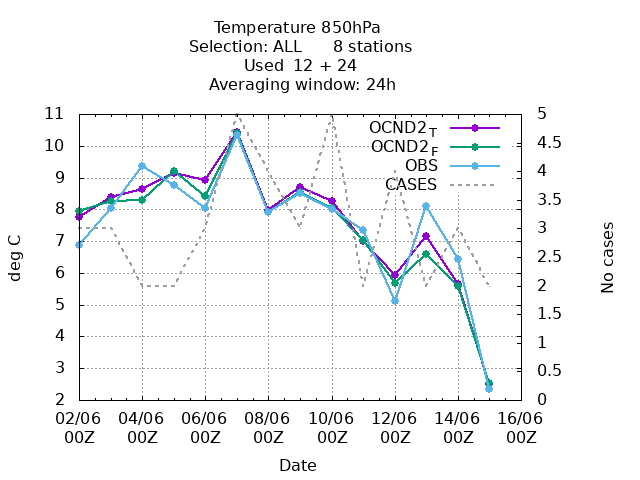 Temperature 850hPa
Selection: ALL      8 stations
Used  12 + 24
Averaging window: 24h
OCND2T
OCND2F
OBS
CASES
deg C
11
10
9
8
7
6
5
4
3
2
5
4.5
4
3.5
3
2.5
2
1.5
1
0.5
0
No cases
02/06 04/06 06/06 08/06 10/06 12/06 14/06 16/06
00Z 00Z 00Z 00Z 00Z 00Z 00Z 00Z
Date